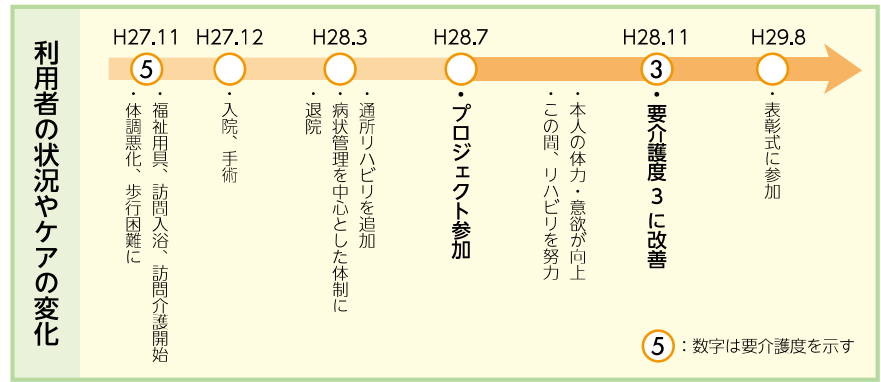 利用者の状況やケアの変化
H27.11
⑤
・体調悪化、歩行困難に
・福祉用具、訪問入浴、訪問介護開始
H27.12
・入院、手術
H28.3
・退院
・病状管理を中心とした体制に
・通所リハビリを追加
H28.7
・プロジェクト参加
・この間、リハビリを努力
・本人の体力・意欲が向上
H28.11
③
・要介護度3に改善
H29.8
・表彰式に参加
⑤：数字は要介護度を示す